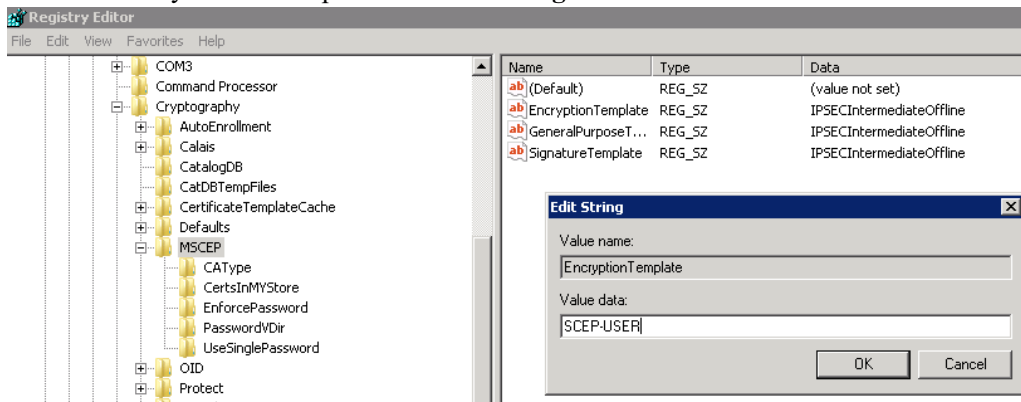 Registry Editor
File Edit View Favorites Help
COM3
Command Processor
Cryptography
AutoEnrollment
Calais
CatalogDB
CatDBTempFiles
CertificateTemplateCache
Defaults
MSCEP
CAType
CertsInMYStore
EnforcePassword
PasswordVDir
UseSinglePassword
OID
Protect
Name Type Data
(Default) REG_SZ (value not set)
EncryptionTemplate REG_SZ IPSECIntermediateOffline
GeneralPurposeT... REG_SZ IPSECIntermediateOffline
SignatureTemplate REG_SZ IPSECIntermediateOffline
Edit String
Value name:
EncryptionTemplate
Value data:
SCEP-USER
OK Cancel